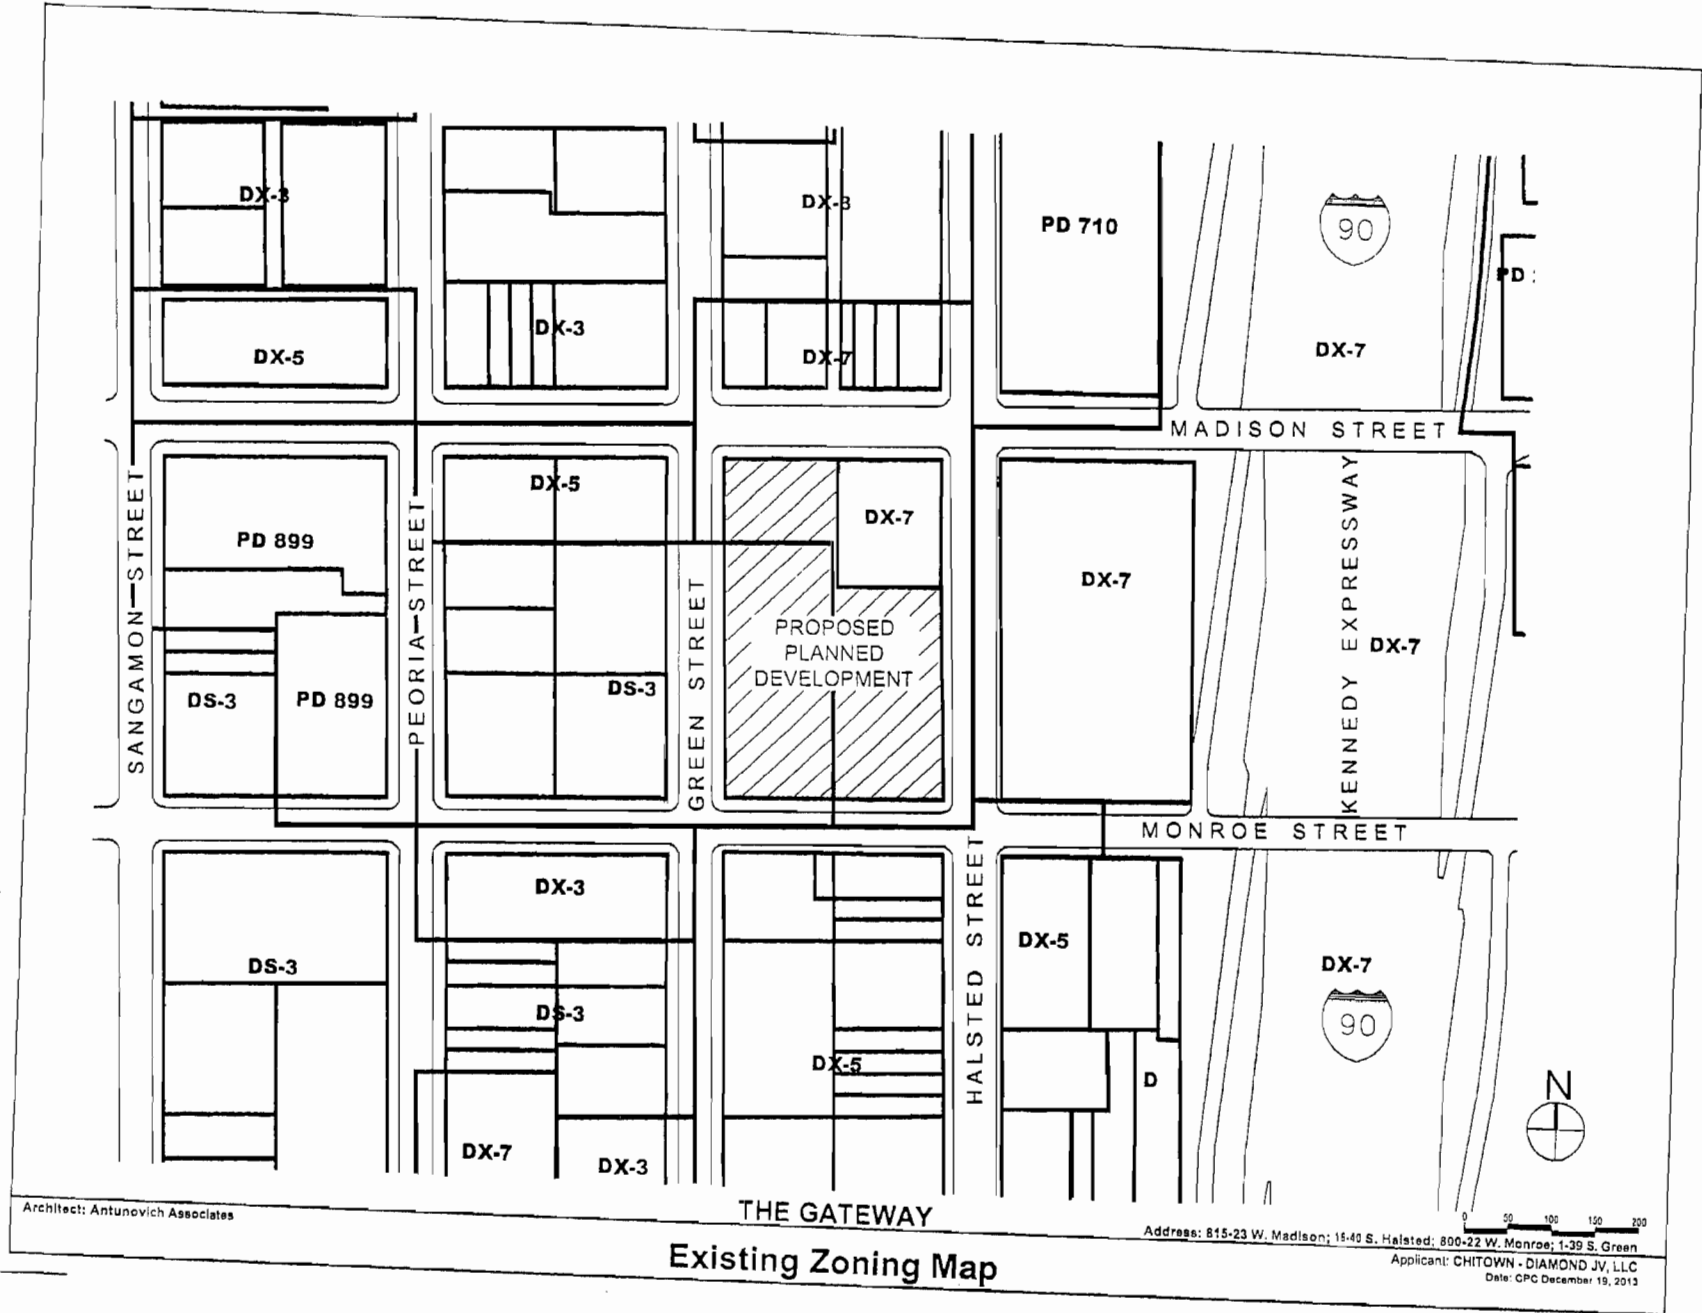 DX-3
DX-3
PD 710
90
PD
DX-3
DX-7
DX-5
DX-7
MADISON STREET
DX-5
DX-7
PD 899
DX-7
SANGAMON STREET
PEORIA STREET
GREEN STREET
PROPOSED
PLANNED
DEVELOPMENT
KENNEDY EXPRESSWAY
DX-7
DS-3
PD 899
DS-3
MONROE STREET
DX-3
HALSTED STREET
DX-5
DS-3
DX-7
DS-3
90
DX-5
D
N
DX-7
DX-3
Architect: Antunovich Associates
THE GATEWAY
0 50 100 150 200
Address: 815-23 W. Madison; 15-40 S. Halsted; 800-22 W. Monroe; 1-39 S. Green
Existing Zoning Map
Applicant: CHITOWN - DIAMOND JV, LLC
Date: CPC December 19, 2013